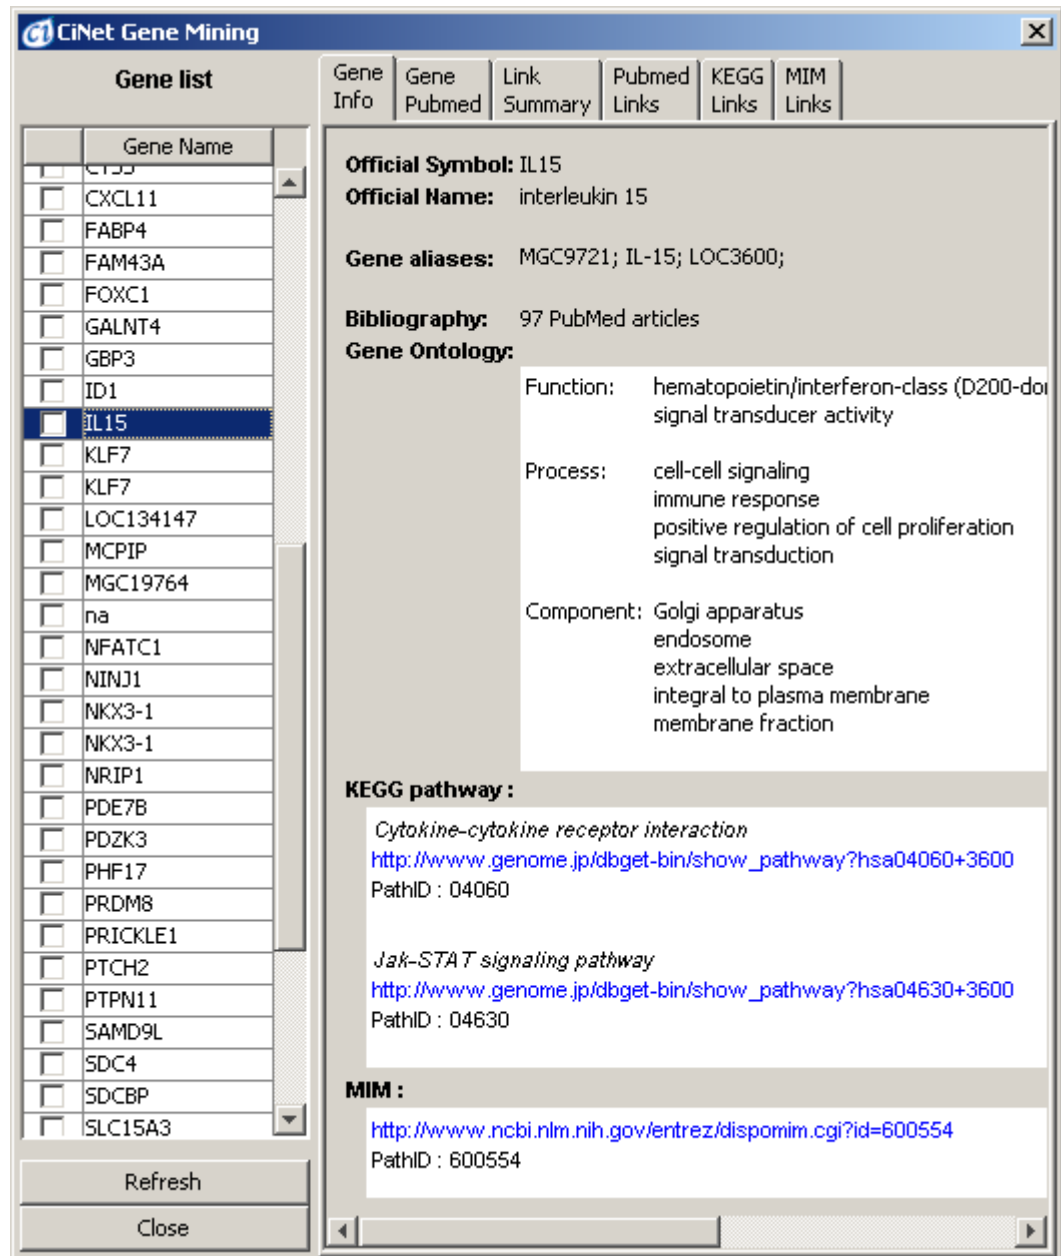 CiNet Gene Mining
Gene list
Gene Name
CXCL11
FABP4
FAM43A
FOXC1
GALNT4
GBP3
ID1
IL15
KLF7
KLF7
LOC134147
MCPIP
MGC19764
na
NFATC1
NINJ1
NKX3-1
NKX3-1
NRIP1
PDE7B
PDZK3
PHF17
PRDM8
PRICKLE1
PTCH2
PTPN11
SAMD9L
SDC4
SDCBP
SLC15A3
Refresh
Close
Gene Info
Gene Pubmed
Link Summary
Pubmed Links
KEGG Links
MIM Links
Official Symbol: IL15
Official Name: interleukin 15
Gene aliases: MGC9721; IL-15; LOC3600;
Bibliography: 97 PubMed articles
Gene Ontology:
Function: hematopoietin/interferon-class (D200-do
signal transducer activity
Process: cell-cell signaling
immune response
positive regulation of cell proliferation
signal transduction
Component: Golgi apparatus
endosome
extracellular space
integral to plasma membrane
membrane fraction
KEGG pathway :
Cytokine-cytokine receptor interaction
http://www.genome.jp/dbget-bin/show_pathway?hsa04060+3600
PathID : 04060
Jak-STAT signaling pathway
http://www.genome.jp/dbget-bin/show_pathway?hsa04630+3600
PathID : 04630
MIM :
http://www.ncbi.nlm.nih.gov/entrez/dispomim.cgi?id=600554
PathID : 600554